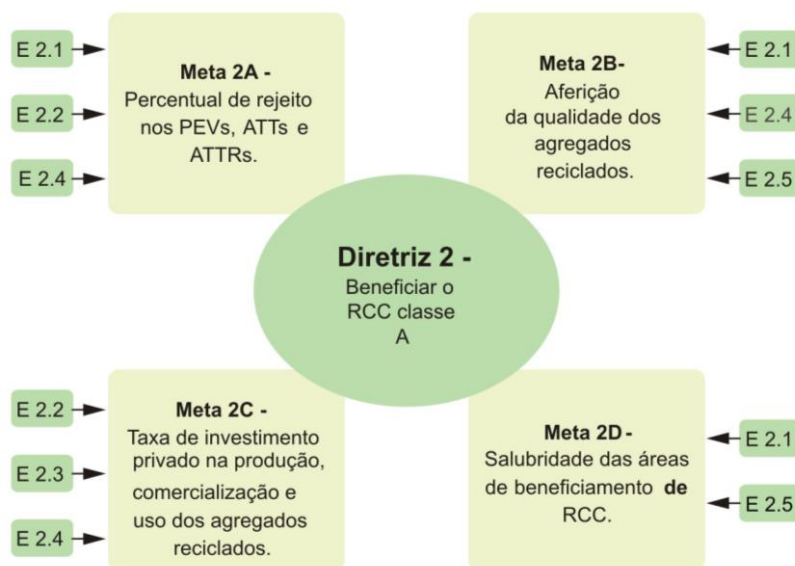 E 2.1
E 2.2
E 2.4
Meta 2A -
Percentual de rejeito
nos PEVs, ATTs e
ATTRs.
Meta 2B-
Aferição
da qualidade dos
agregados
reciclados.
E 2.1
E 2.4
E 2.5
Diretriz 2 -
Beneficiar o
RCC classe
A
E 2.2
E 2.3
E 2.4
Meta 2C -
Taxa de investimento
privado na produção,
comercialização e
uso dos agregados
reciclados.
Meta 2D -
Salubridade das áreas
de beneficiamento de
RCC.
E 2.1
E 2.5